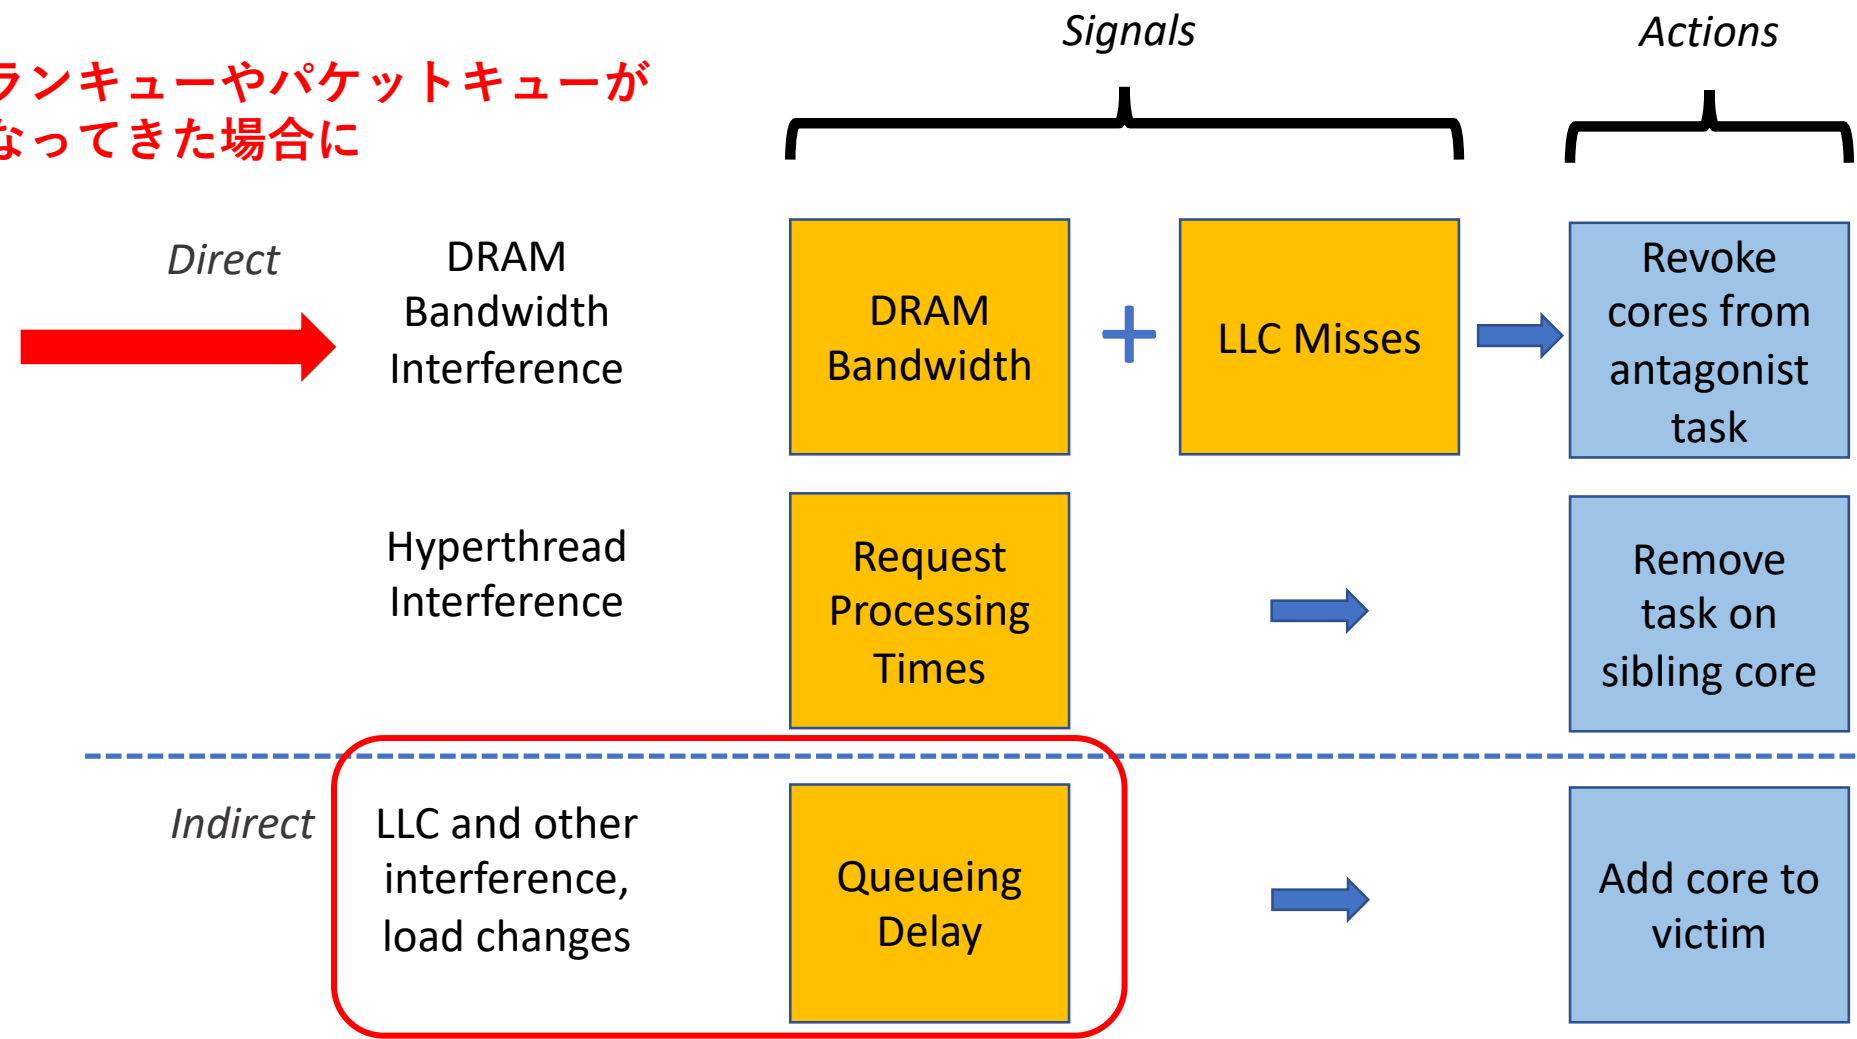 Signals
Actions
ランキューやパケットキューが
なってきた場合に
Direct
DRAM
Bandwidth
Interference
DRAM
Bandwidth
+
LLC Misses
Revoke
cores from
antagonist
task
Hyperthread
Interference
Request
Processing
Times
Remove
task on
sibling core
Indirect
LLC and other
interference,
load changes
Queueing
Delay
Add core to
victim